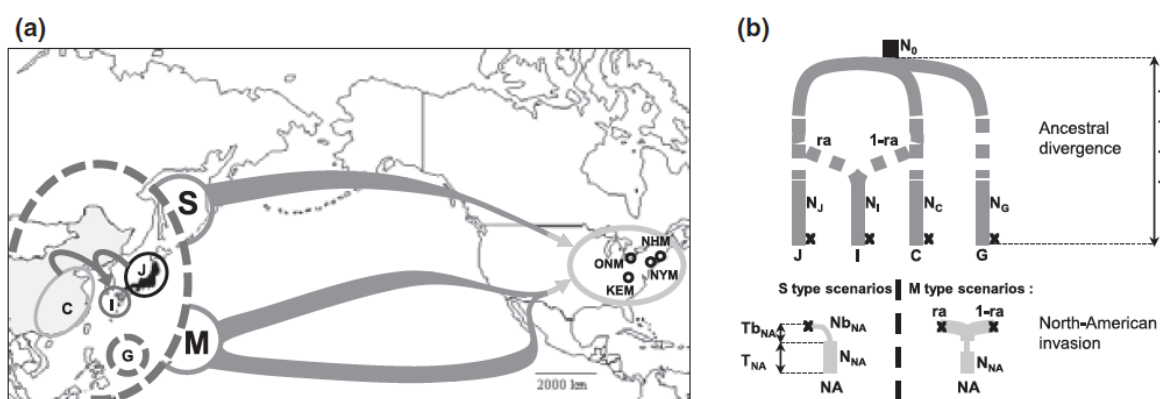 (a)
S
M
C
I
J
G
NHM
ONM
NYM
KEM
2000 km
(b)
N0
ra 1-ra
Ancestral
divergence
NJ NI NC NG
J I C G
S type scenarios M type scenarios :
ra 1-ra
TbNA NbNA
North-American
invasion
TNA NNA NNA
NA NA